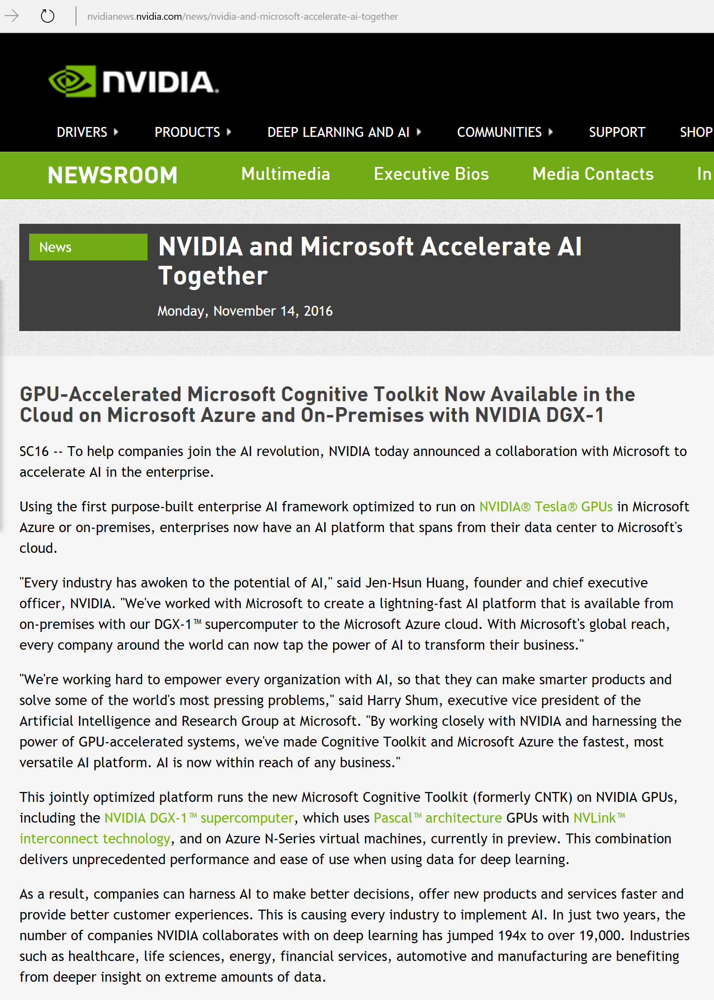 nvidianews.nvidia.com/news/nvidia-and-microsoft-accelerate-ai-together
NVIDIA.
DRIVERS PRODUCTS DEEP LEARNING AND AI COMMUNITIES SUPPORT SHOP
NEWSROOM Multimedia Executive Bios Media Contacts In
News
NVIDIA and Microsoft Accelerate AI
Together
Monday, November 14, 2016
GPU-Accelerated Microsoft Cognitive Toolkit Now Available in the
Cloud on Microsoft Azure and On-Premises with NVIDIA DGX-1
SC16 -- To help companies join the AI revolution, NVIDIA today announced a collaboration with Microsoft to
accelerate AI in the enterprise.
Using the first purpose-built enterprise AI framework optimized to run on NVIDIA® Tesla® GPUs in Microsoft
Azure or on-premises, enterprises now have an AI platform that spans from their data center to Microsoft's
cloud.
"Every industry has awoken to the potential of AI," said Jen-Hsun Huang, founder and chief executive
officer, NVIDIA. "We've worked with Microsoft to create a lightning-fast AI platform that is available from
on-premises with our DGX-1™ supercomputer to the Microsoft Azure cloud. With Microsoft's global reach,
every company around the world can now tap the power of AI to transform their business."
"We're working hard to empower every organization with AI, so that they can make smarter products and
solve some of the world's most pressing problems," said Harry Shum, executive vice president of the
Artificial Intelligence and Research Group at Microsoft. "By working closely with NVIDIA and harnessing the
power of GPU-accelerated systems, we've made Cognitive Toolkit and Microsoft Azure the fastest, most
versatile AI platform. AI is now within reach of any business."
This jointly optimized platform runs the new Microsoft Cognitive Toolkit (formerly CNTK) on NVIDIA GPUs,
including the NVIDIA DGX-1™ supercomputer, which uses Pascal™ architecture GPUs with NVLink™
interconnect technology, and on Azure N-Series virtual machines, currently in preview. This combination
delivers unprecedented performance and ease of use when using data for deep learning.
As a result, companies can harness AI to make better decisions, offer new products and services faster and
provide better customer experiences. This is causing every industry to implement AI. In just two years, the
number of companies NVIDIA collaborates with on deep learning has jumped 194x to over 19,000. Industries
such as healthcare, life sciences, energy, financial services, automotive and manufacturing are benefiting
from deeper insight on extreme amounts of data.